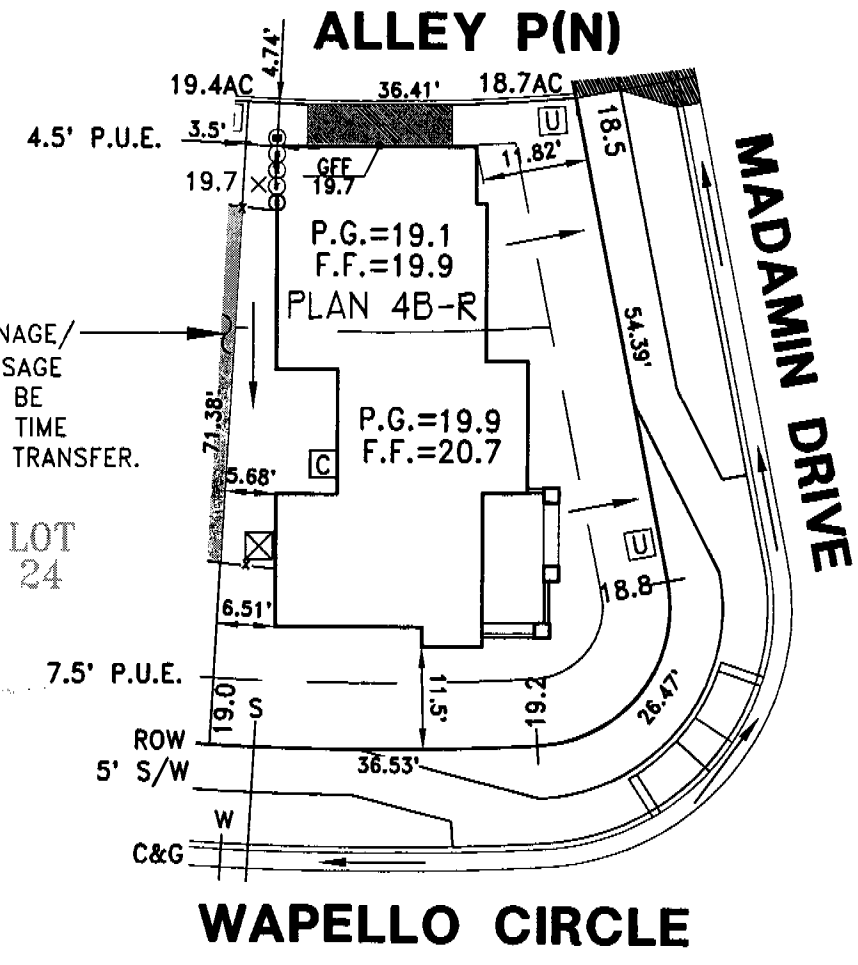 ALLEY P(N)
4.74'
19.4AC
36.41'
18.7AC
4.5' P.U.E.
3.5'
U
18.5
11.82'
GFF
19.7
19.7
MADAMIN DRIVE
P.G.=19.1
F.F.=19.9
PLAN 4B-R
NAGE/
SAGE
BE
TIME
TRANSFER.
54.39'
71.38'
P.G.=19.9
F.F.=20.7
C
5.68'
LOT
24
U
18.8
6.51'
7.5' P.U.E.
19.0
S
11.5'
19.2
26.47'
ROW
36.53'
5' S/W
W
C&G
WAPELLO CIRCLE